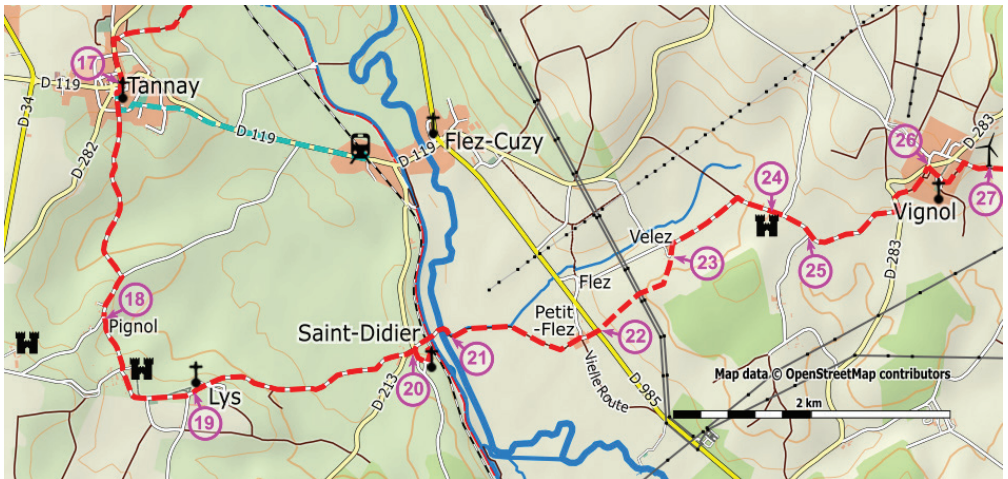 17
Tannay
D 119
D-34
D-282
D 119
D 119
Flez-Cuzy
26
D-283
24
27
Vignol
Velez
25
23
D-283
Flez
18
Pignol
Petit
-Flez
Saint-Didier
21
22
20
Vielle Route
D-985
D-213
Lys
19
Map data © OpenStreetMap contributors
2 km